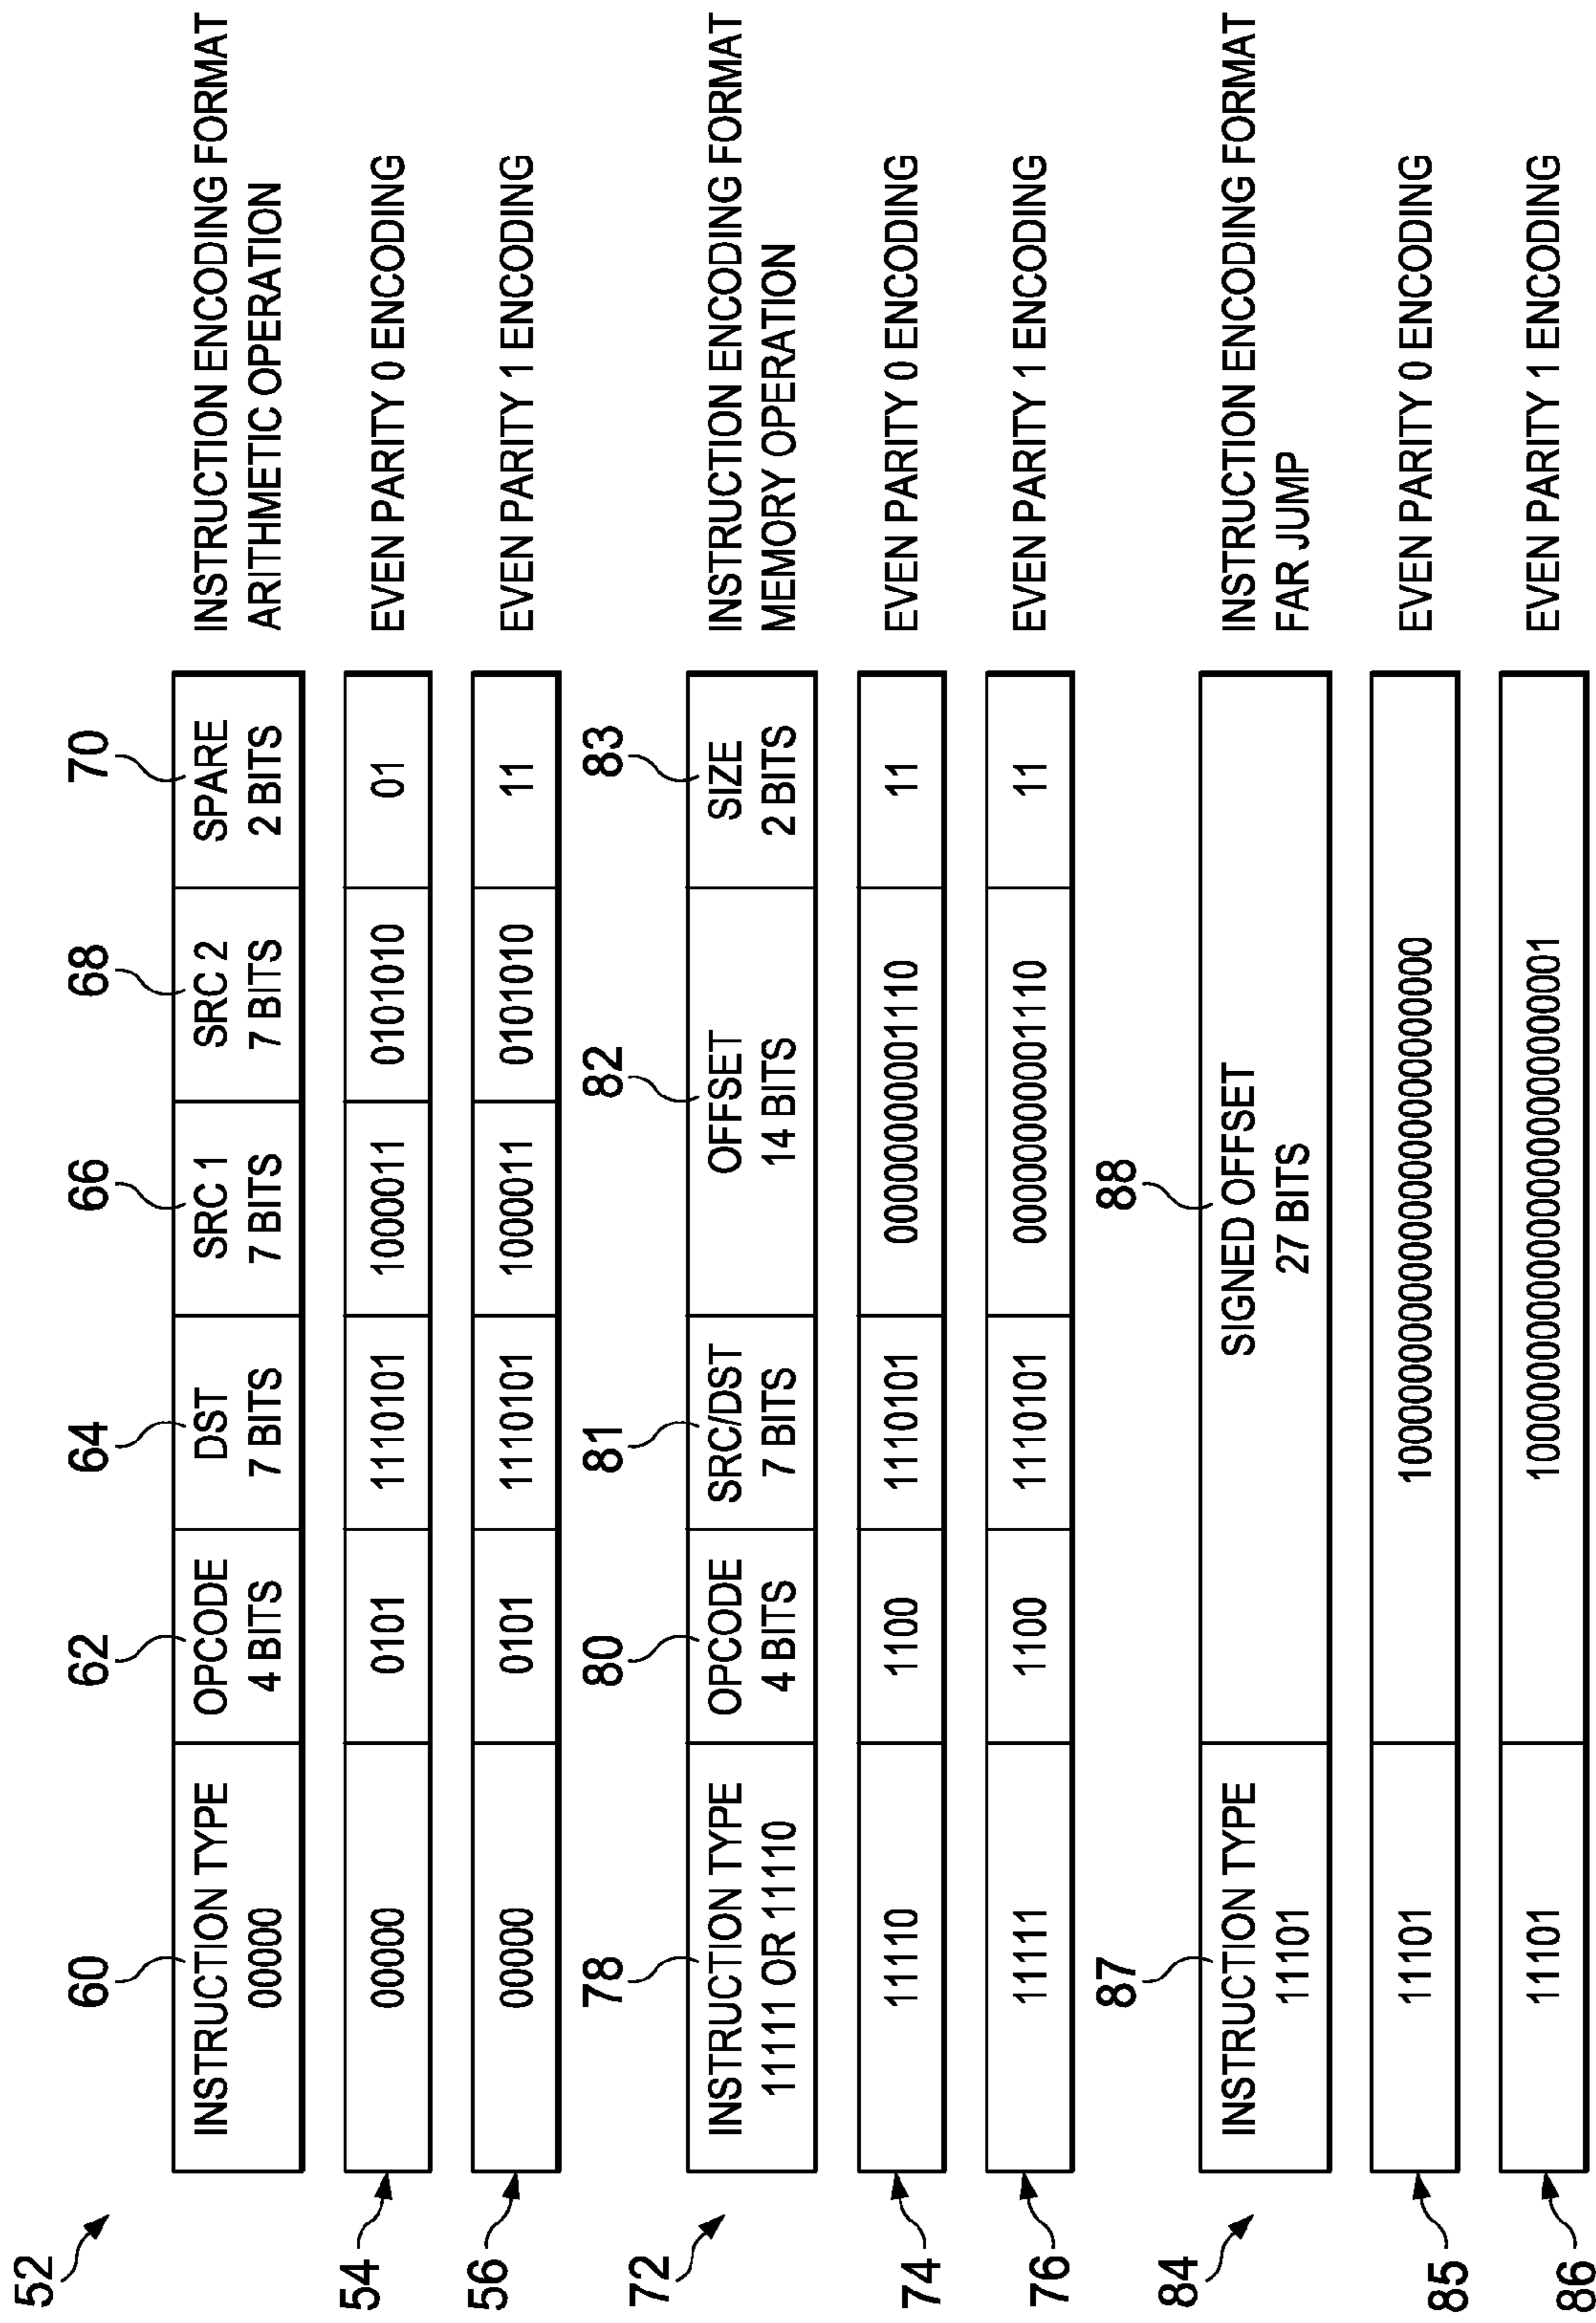 52
60
62
64
66
68
70
INSTRUCTION TYPE
00000
OPCODE
4 BITS
DST
7 BITS
SRC 1
7 BITS
SRC 2
7 BITS
SPARE
2 BITS
INSTRUCTION ENCODING FORMAT
ARITHMETIC OPERATION
54
00000
0101
1110101
1000011
0101010
01
EVEN PARITY 0 ENCODING
56
00000
0101
1110101
1000011
0101010
11
EVEN PARITY 1 ENCODING
72
78
80
81
82
83
INSTRUCTION TYPE
11111 OR 11110
OPCODE
4 BITS
SRC/DST
7 BITS
OFFSET
14 BITS
SIZE
2 BITS
INSTRUCTION ENCODING FORMAT
MEMORY OPERATION
74
11110
1100
1110101
00000000001110
11
EVEN PARITY 0 ENCODING
76
11111
1100
1110101
00000000001110
11
EVEN PARITY 1 ENCODING
84
87
88
INSTRUCTION TYPE
11101
SIGNED OFFSET
27 BITS
INSTRUCTION ENCODING FORMAT
FAR JUMP
85
11101
100000000000000000000000000
EVEN PARITY 0 ENCODING
86
11101
100000000000000000000000001
EVEN PARITY 1 ENCODING